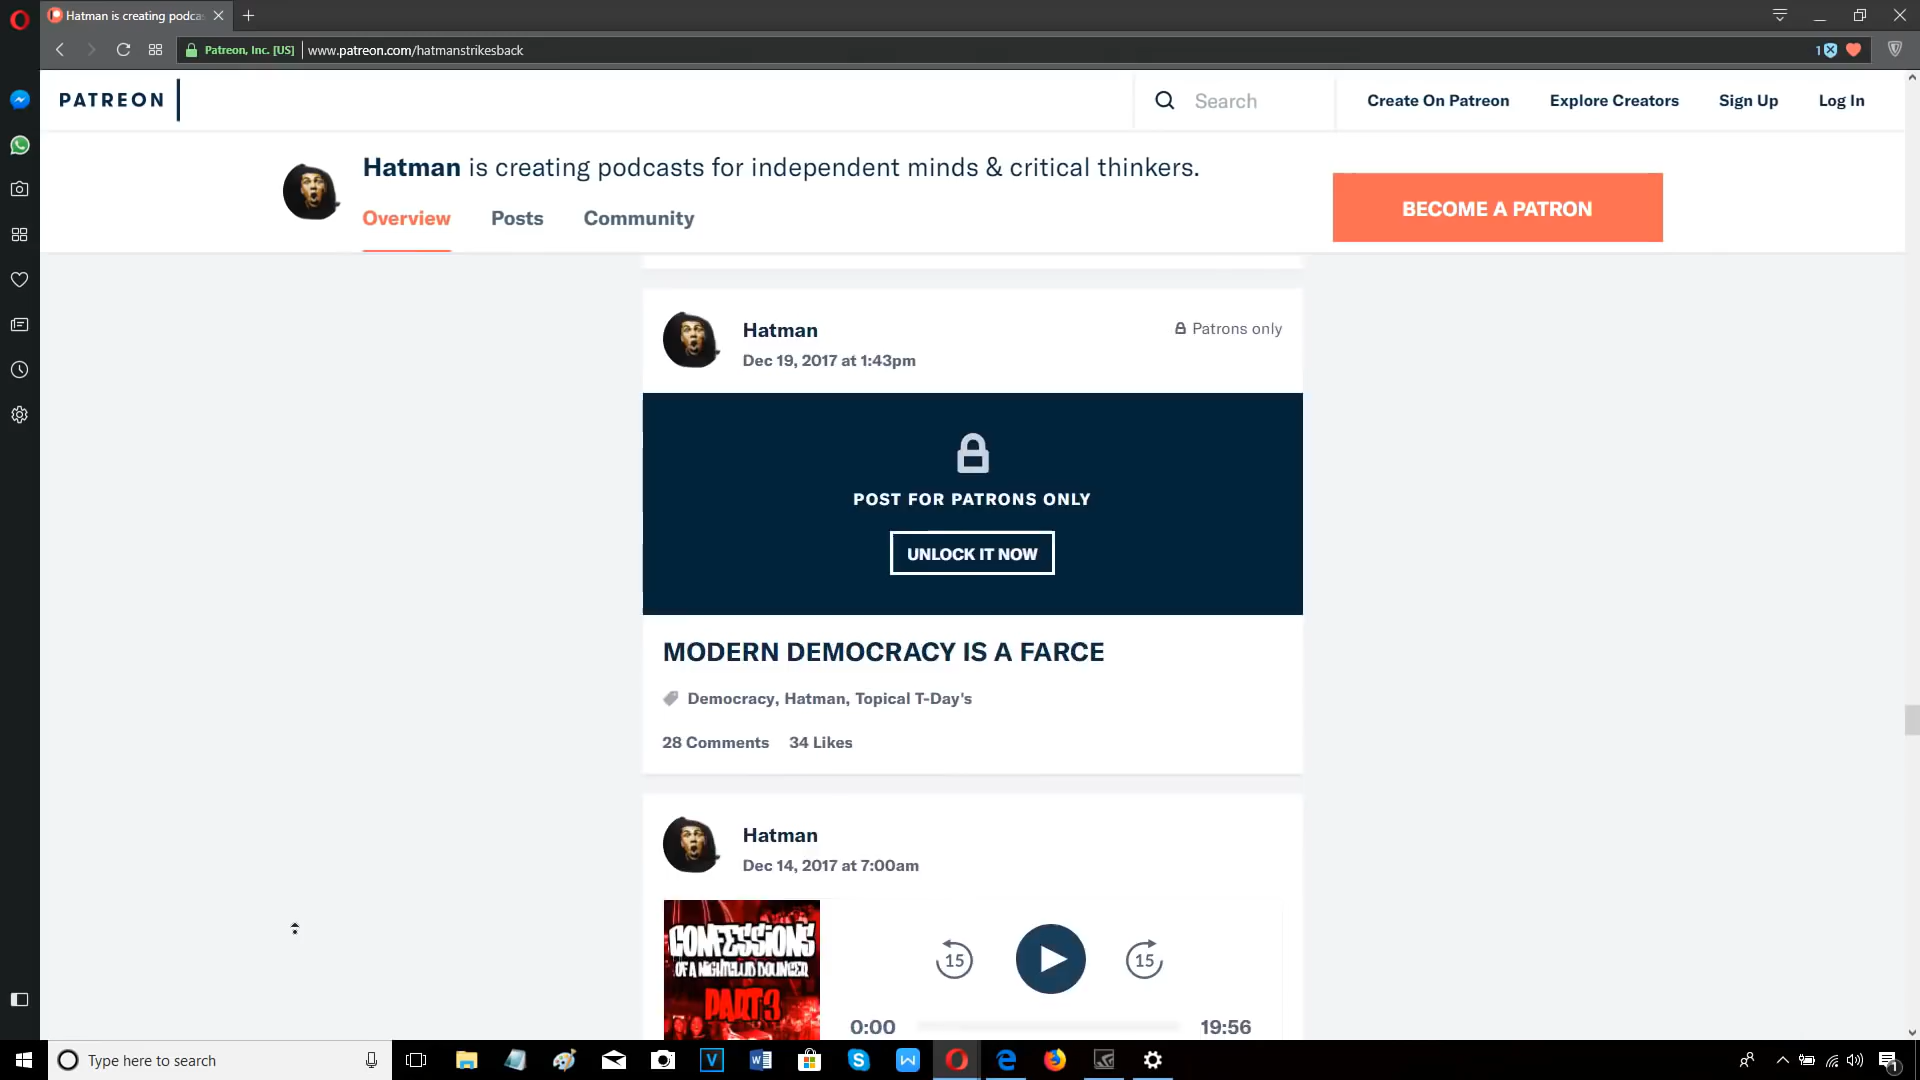 Hatman is creating podca
Patreon, Inc. [US]
www.patreon.com/hatmanstrikesback
1
PATREON
Search
Create On Patreon
Explore Creators
Sign Up
Log In
Hatman is creating podcasts for independent minds & critical thinkers.
Overview
Posts
Community
BECOME A PATRON
Hatman
Patrons only
Dec 19, 2017 at 1:43pm
POST FOR PATRONS ONLY
UNLOCK IT NOW
MODERN DEMOCRACY IS A FARCE
Democracy, Hatman, Topical T-Day's
28 Comments 34 Likes
Hatman
Dec 14, 2017 at 7:00am
CONFESSIONS
OF A NIGHTCLUB BOUNCER
PART 3
15
15
0:00
19:56
Type here to search
1